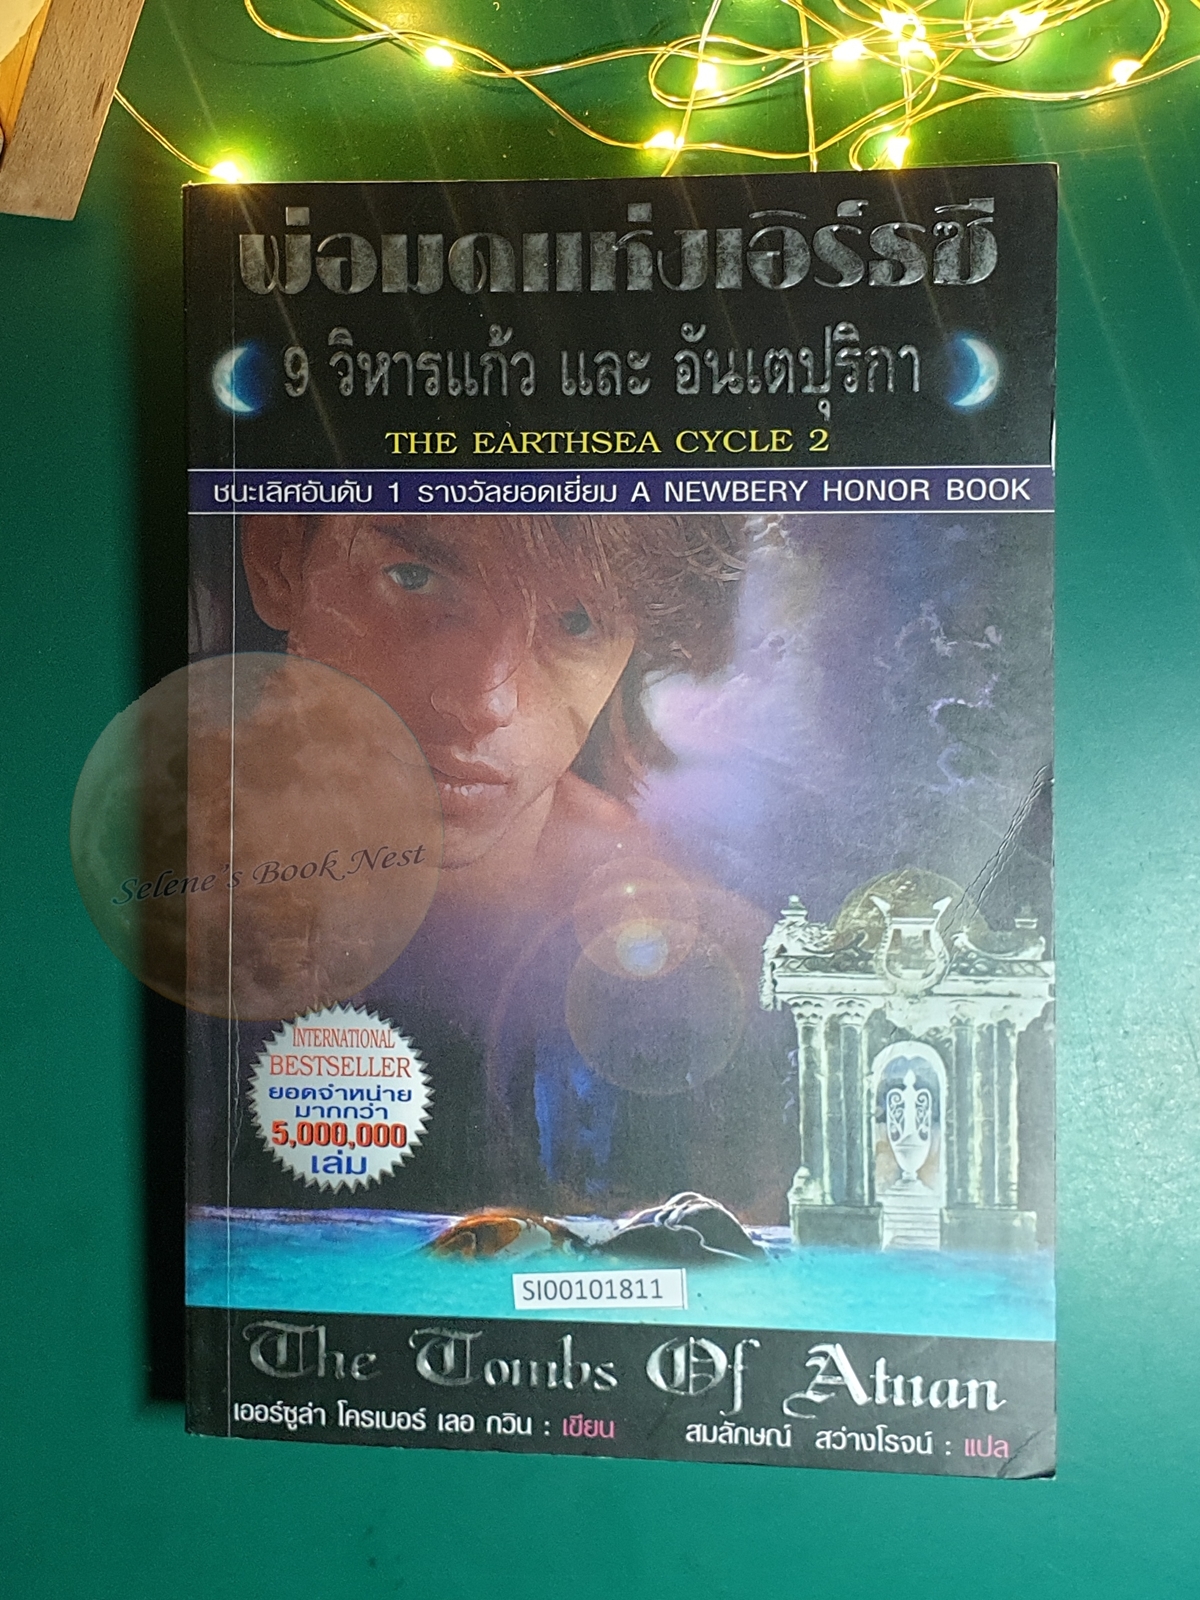 พ่อมดแห่งเอิร์ธซี
9 วิหารแก้ว และ อันเตปุริกา
THE EARTHSEA CYCLE 2
ชนะเลิศอันดับ 1 รางวัลยอดเยี่ยม A NEWBERY HONOR BOOK
Selene's Book Nest
INTERNATIONAL
BESTSELLER
ยอดจำหน่าย
มากกว่า
5,000,000
เล่ม
SI00101811
The Tombs Of Atuan
เออร์ซูล่า โครเบอร์ เลอ กวิน : เขียน สมลักษณ์ สว่างโรจน์ : แปล